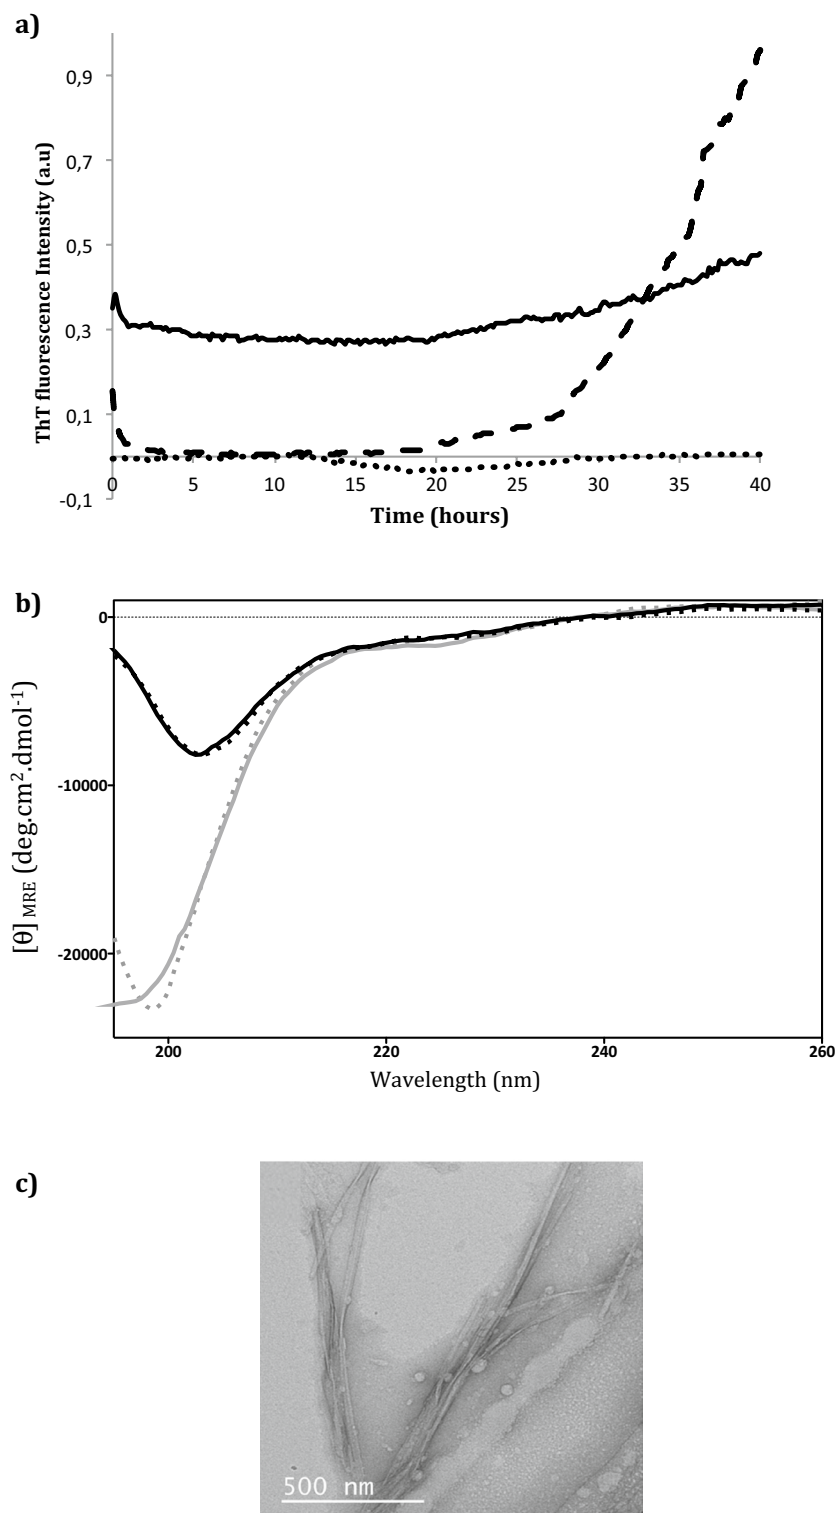 a)
ThT fluorescence Intensity (a.u)
0,9
0,7
0,5
0,3
0,1
-0,1
0 5 10 15 20 25 30 35 40
Time (hours)
b)
[θ] MRE (deg.cm².dmol⁻¹)
0
-10000
-20000
200 220 240 260
Wavelength (nm)
c)
500 nm